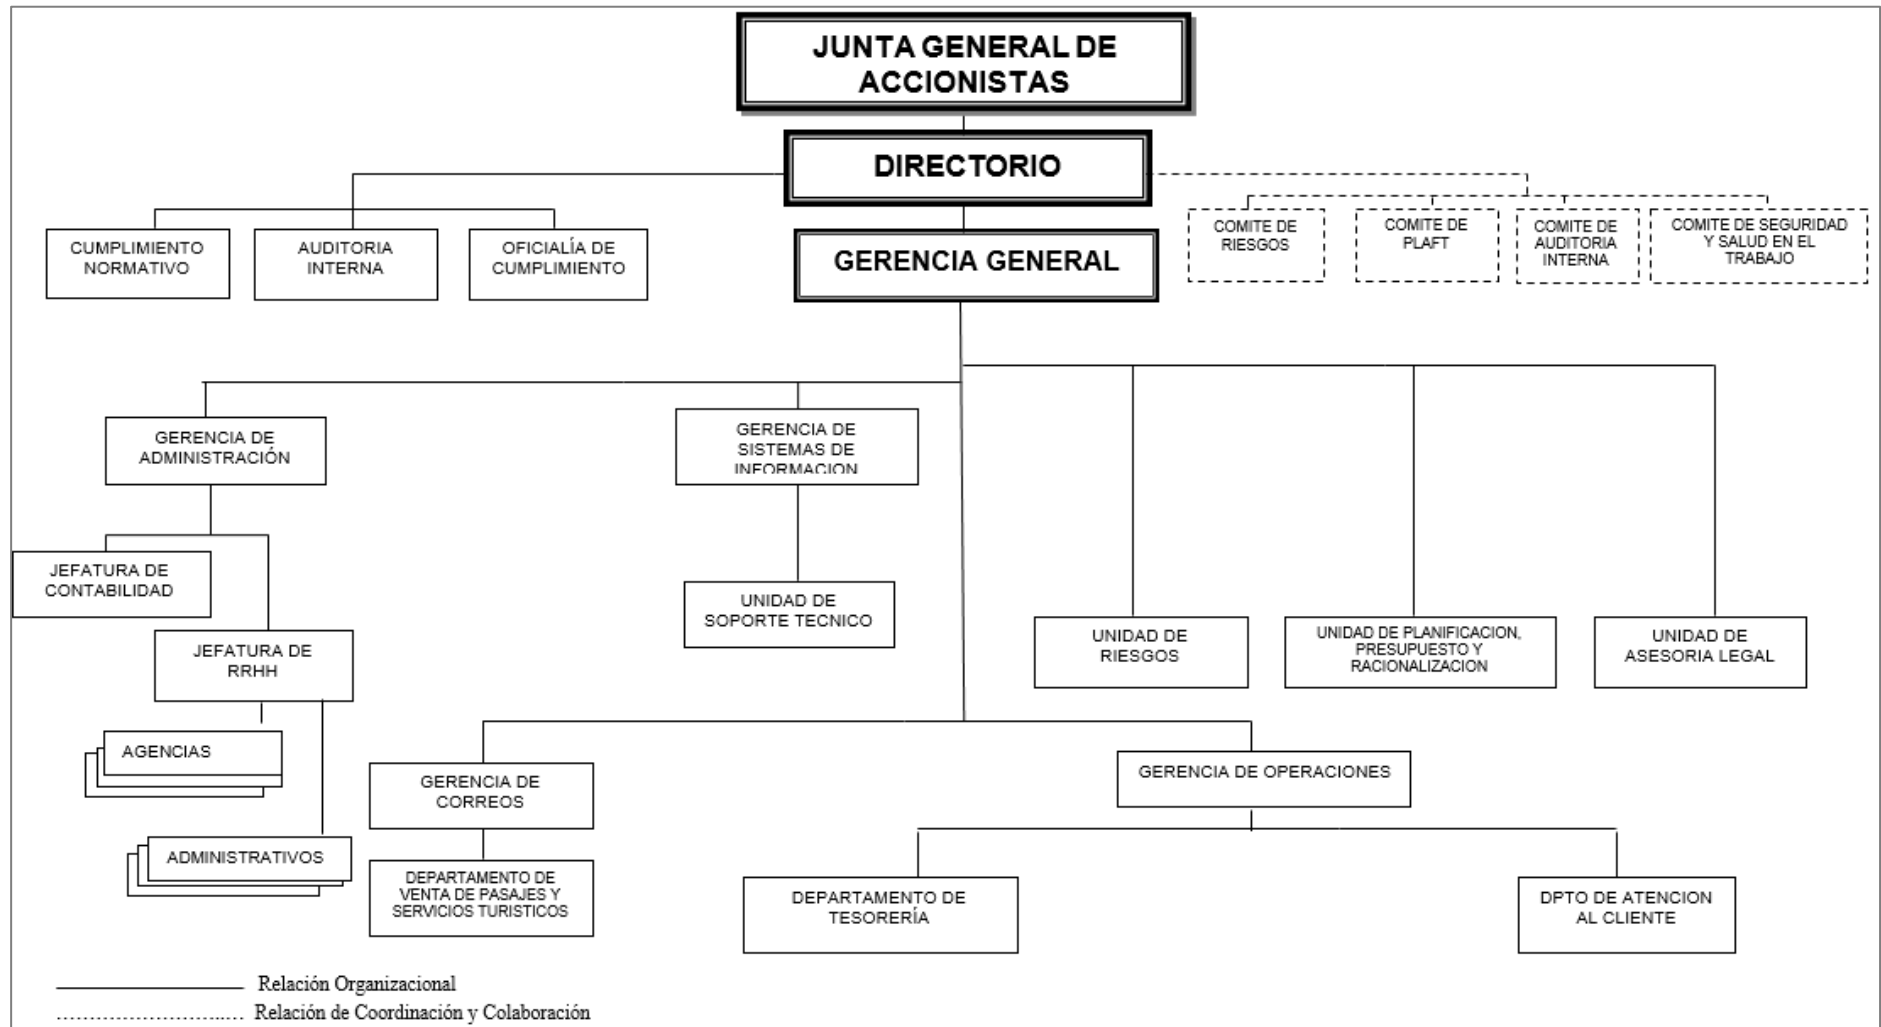 JUNTA GENERAL DE
ACCIONISTAS
DIRECTORIO
CUMPLIMIENTO
NORMATIVO
AUDITORIA
INTERNA
OFICIALÍA DE
CUMPLIMIENTO
GERENCIA GENERAL
COMITE DE
RIESGOS
COMITE DE
PLAFT
COMITE DE
AUDITORIA
INTERNA
COMITE DE SEGURIDAD
Y SALUD EN EL
TRABAJO
GERENCIA DE
ADMINISTRACIÓN
GERENCIA DE
SISTEMAS DE
INFORMACION
JEFATURA DE
CONTABILIDAD
UNIDAD DE
SOPORTE TECNICO
JEFATURA DE
RRHH
UNIDAD DE
RIESGOS
UNIDAD DE PLANIFICACION,
PRESUPUESTO Y
RACIONALIZACION
UNIDAD DE
ASESORIA LEGAL
AGENCIAS
ADMINISTRATIVOS
GERENCIA DE
CORREOS
GERENCIA DE OPERACIONES
DEPARTAMENTO DE
VENTA DE PASAJES Y
SERVICIOS TURISTICOS
DEPARTAMENTO DE
TESORERÍA
DPTO DE ATENCION
AL CLIENTE
Relación Organizacional
Relación de Coordinación y Colaboración